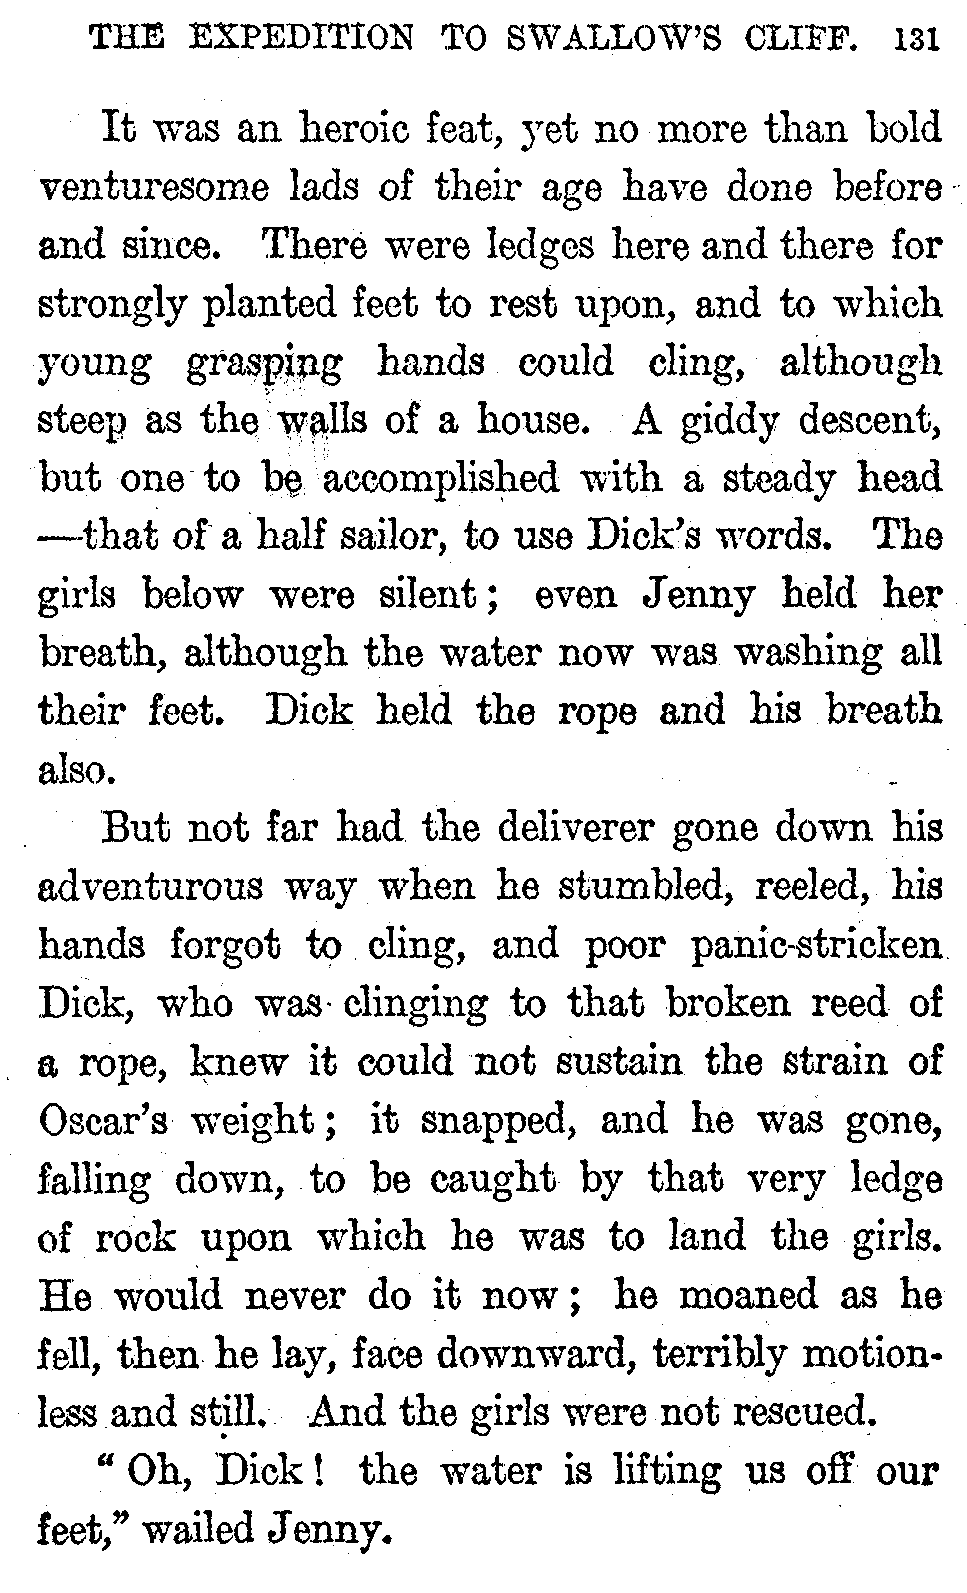 THE EXPEDITION TO SWALLOW'S CLIFF. 131
It was an heroic feat, yet no more than bold
venturesome lads of their age have done before
and since. There were ledges here and there for
strongly planted feet to rest upon, and to which
young grasping hands could cling, although
steep as the walls of a house. A giddy descent,
but one to be accomplished with a steady head
—that of a half sailor, to use Dick's words. The
girls below were silent; even Jenny held her
breath, although the water now was washing all
their feet. Dick held the rope and his breath
also.
But not far had the deliverer gone down his
adventurous way when he stumbled, reeled, his
hands forgot to cling, and poor panic-stricken
Dick, who was clinging to that broken reed of
a rope, knew it could not sustain the strain of
Oscar's weight; it snapped, and he was gone,
falling down, to be caught by that very ledge
of rock upon which he was to land the girls.
He would never do it now; he moaned as he
fell, then he lay, face downward, terribly motion-
less and still. And the girls were not rescued.
"Oh, Dick! the water is lifting us off our
feet," wailed Jenny.